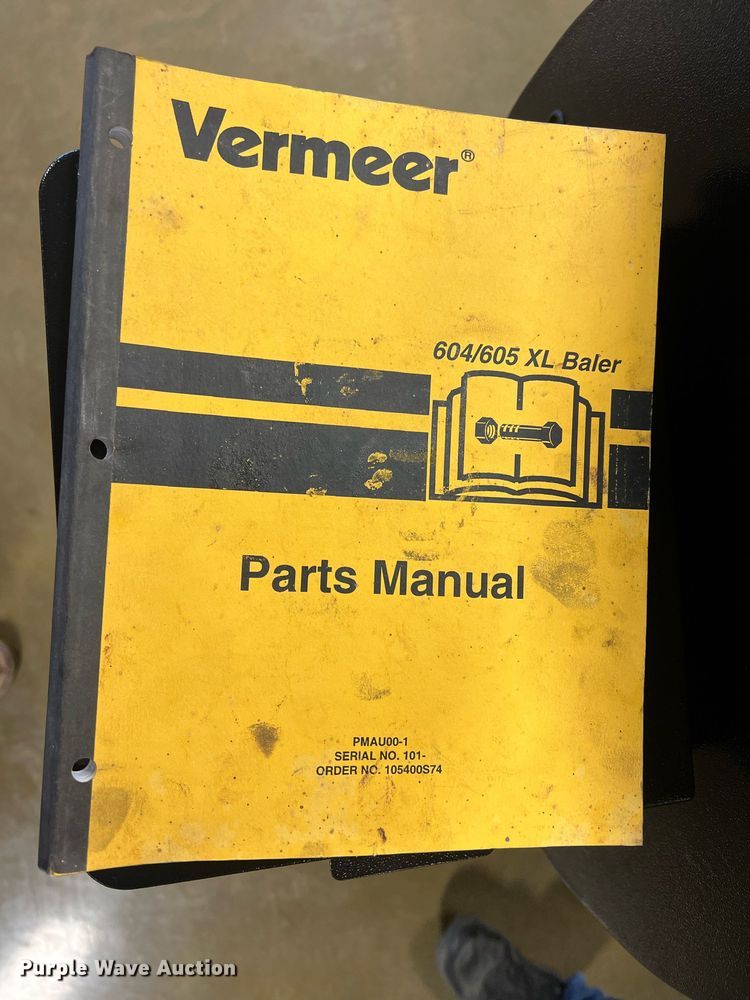 Vermeer®
604/605 XL Baler
Parts Manual
PMAU00-1
SERIAL NO. 101-
ORDER NO. 105400S74
Purple Wave Auction